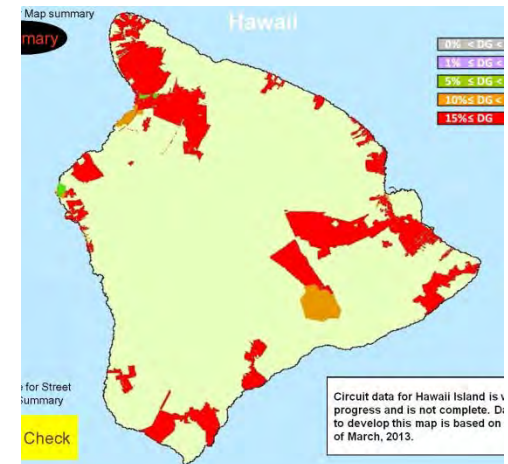 Map summary
mary
Hawaii
0% < DG <
1% ≤ DG <
5% ≤ DG <
10%≤ DG <
15%≤ DG
for Street
Summary
Check
Circuit data for Hawaii Island is
progress and is not complete. Da
to develop this map is based on
of March, 2013.